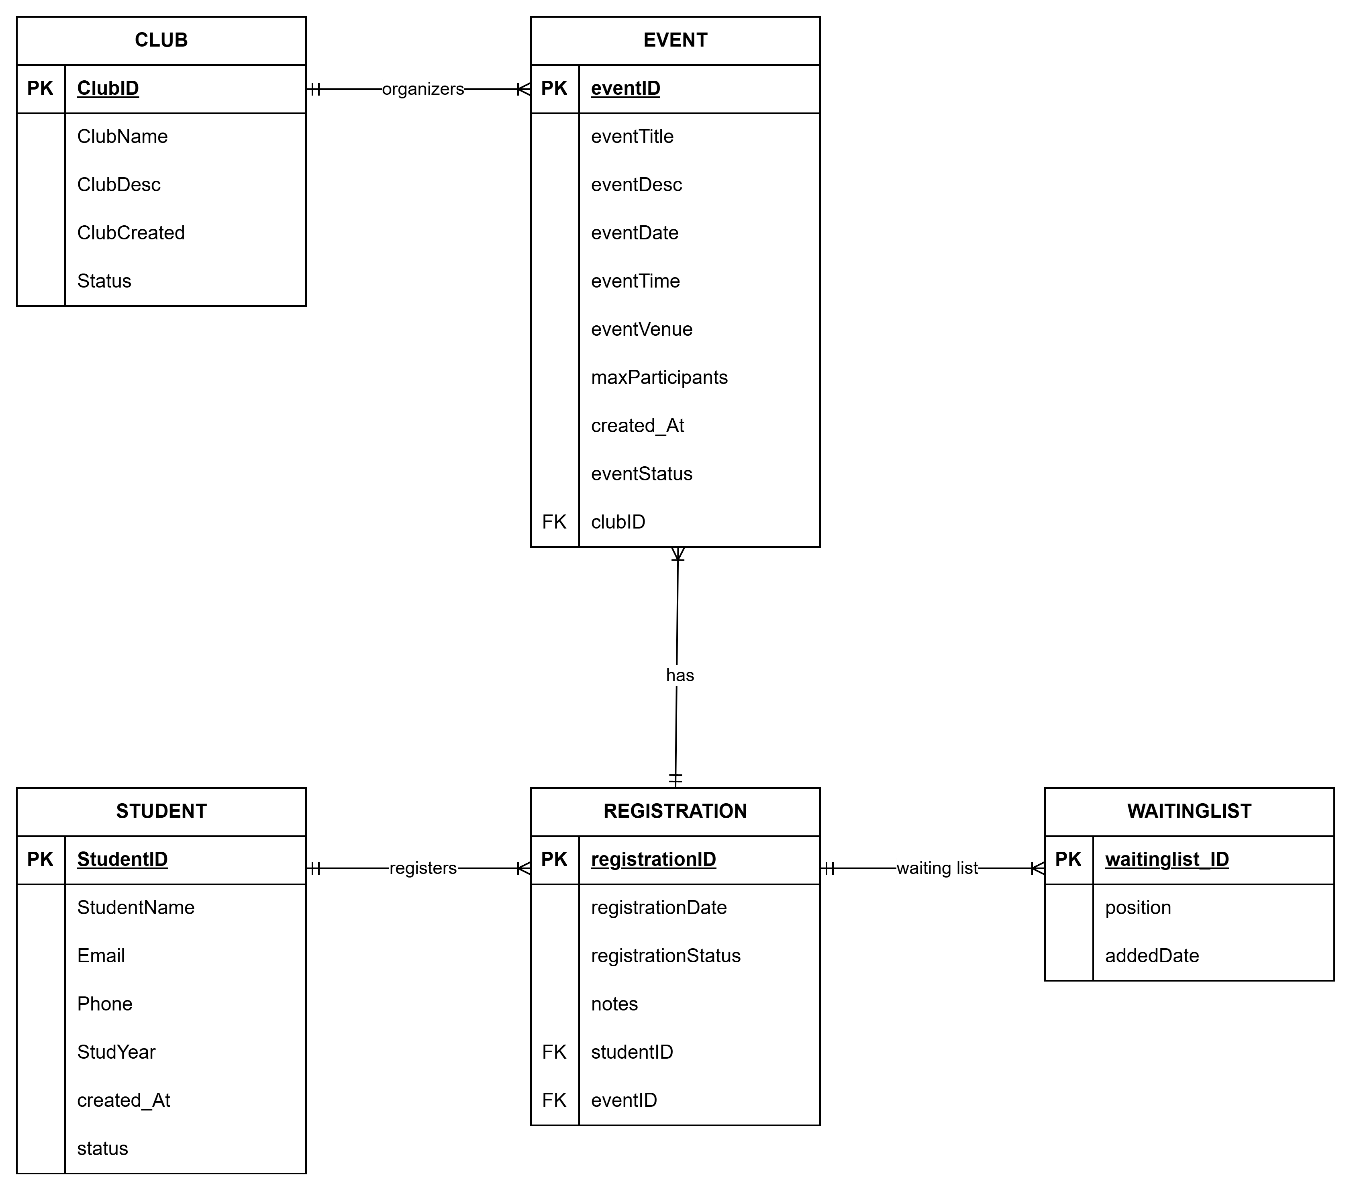 CLUB
PK ClubID
ClubName
ClubDesc
ClubCreated
Status
organizers
EVENT
PK eventID
eventTitle
eventDesc
eventDate
eventTime
eventVenue
maxParticipants
created_At
eventStatus
FK clubID
has
STUDENT
PK StudentID
StudentName
Email
Phone
StudYear
created_At
status
registers
REGISTRATION
PK registrationID
registrationDate
registrationStatus
notes
FK studentID
FK eventID
waiting list
WAITINGLIST
PK waitinglist_ID
position
addedDate